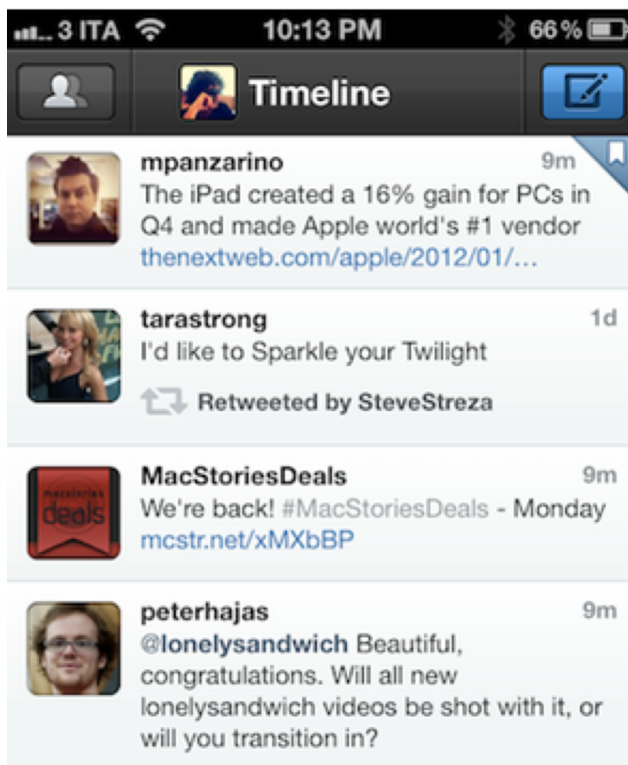 3 ITA 10:13 PM 66%
Timeline
mpanzarino 9m
The iPad created a 16% gain for PCs in
Q4 and made Apple world's #1 vendor
thenextweb.com/apple/2012/01/...
tarastrong 1d
I'd like to Sparkle your Twilight
Retweeted by SteveStreza
macstories
deals
MacStoriesDeals 9m
We're back! #MacStoriesDeals - Monday
mcstr.net/xMXbBP
peterhajas 9m
@lonelysandwich Beautiful,
congratulations. Will all new
lonelysandwich videos be shot with it, or
will you transition in?